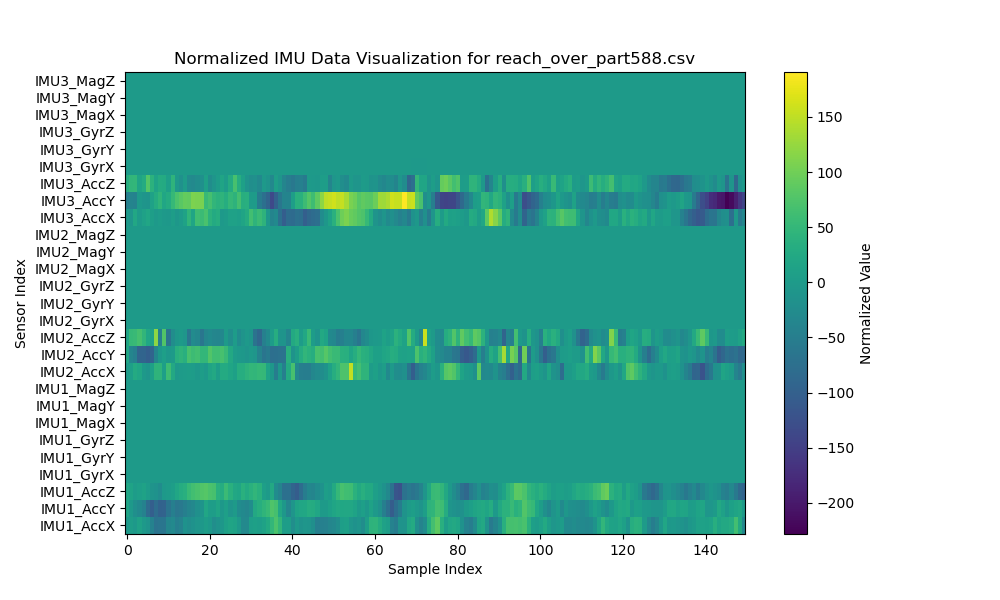 Normalized IMU Data Visualization for reach_over_part588.csv
Sensor Index
IMU3_MagZ
IMU3_MagY
IMU3_MagX
IMU3_GyrZ
IMU3_GyrY
IMU3_GyrX
IMU3_AccZ
IMU3_AccY
IMU3_AccX
IMU2_MagZ
IMU2_MagY
IMU2_MagX
IMU2_GyrZ
IMU2_GyrY
IMU2_GyrX
IMU2_AccZ
IMU2_AccY
IMU2_AccX
IMU1_MagZ
IMU1_MagY
IMU1_MagX
IMU1_GyrZ
IMU1_GyrY
IMU1_GyrX
IMU1_AccZ
IMU1_AccY
IMU1_AccX
0 20 40 60 80 100 120 140
Sample Index
150
100
50
0
−50
−100
−150
−200
Normalized Value